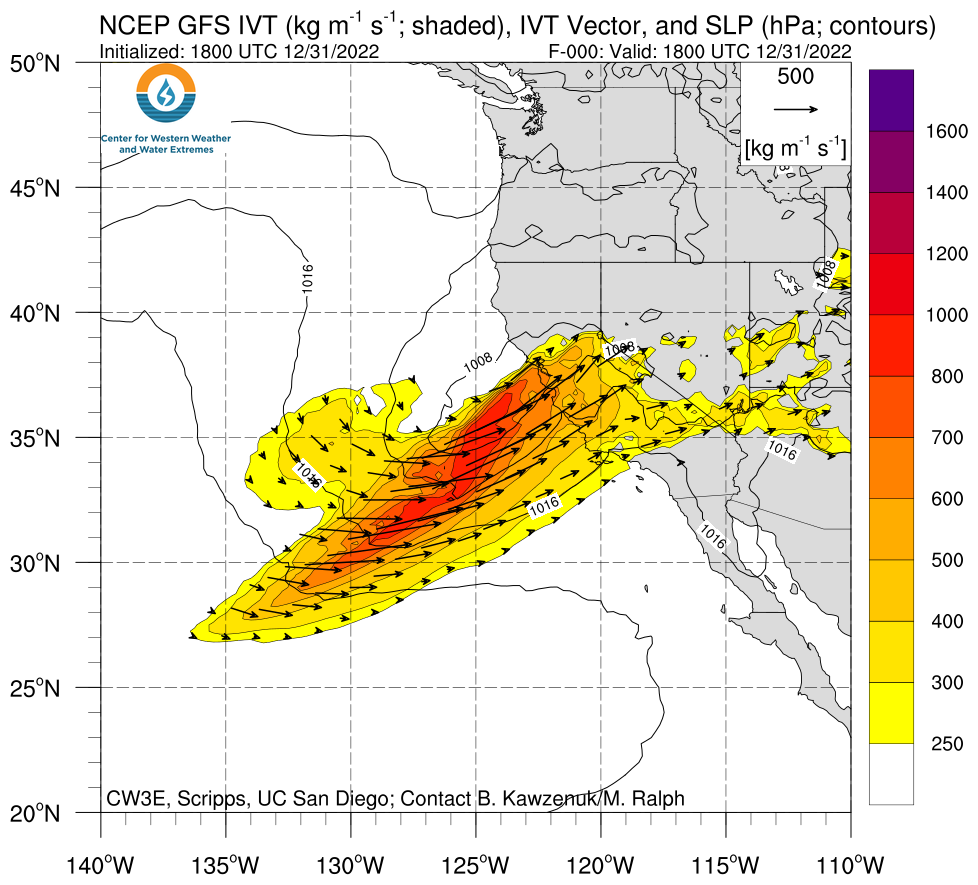 NCEP GFS IVT (kg m⁻¹ s⁻¹; shaded), IVT Vector, and SLP (hPa; contours)
Initialized: 1800 UTC 12/31/2022 F-000: Valid: 1800 UTC 12/31/2022
Center for Western Weather
and Water Extremes
500
[kg m⁻¹ s⁻¹]
50°N
45°N
40°N
35°N
30°N
25°N
20°N
1016
1008
1008
1008
1016
1016
1016
1016
1600
1400
1200
1000
800
700
600
500
400
300
250
CW3E, Scripps, UC San Diego; Contact B. Kawzenuk/M. Ralph
140°W 135°W 130°W 125°W 120°W 115°W 110°W